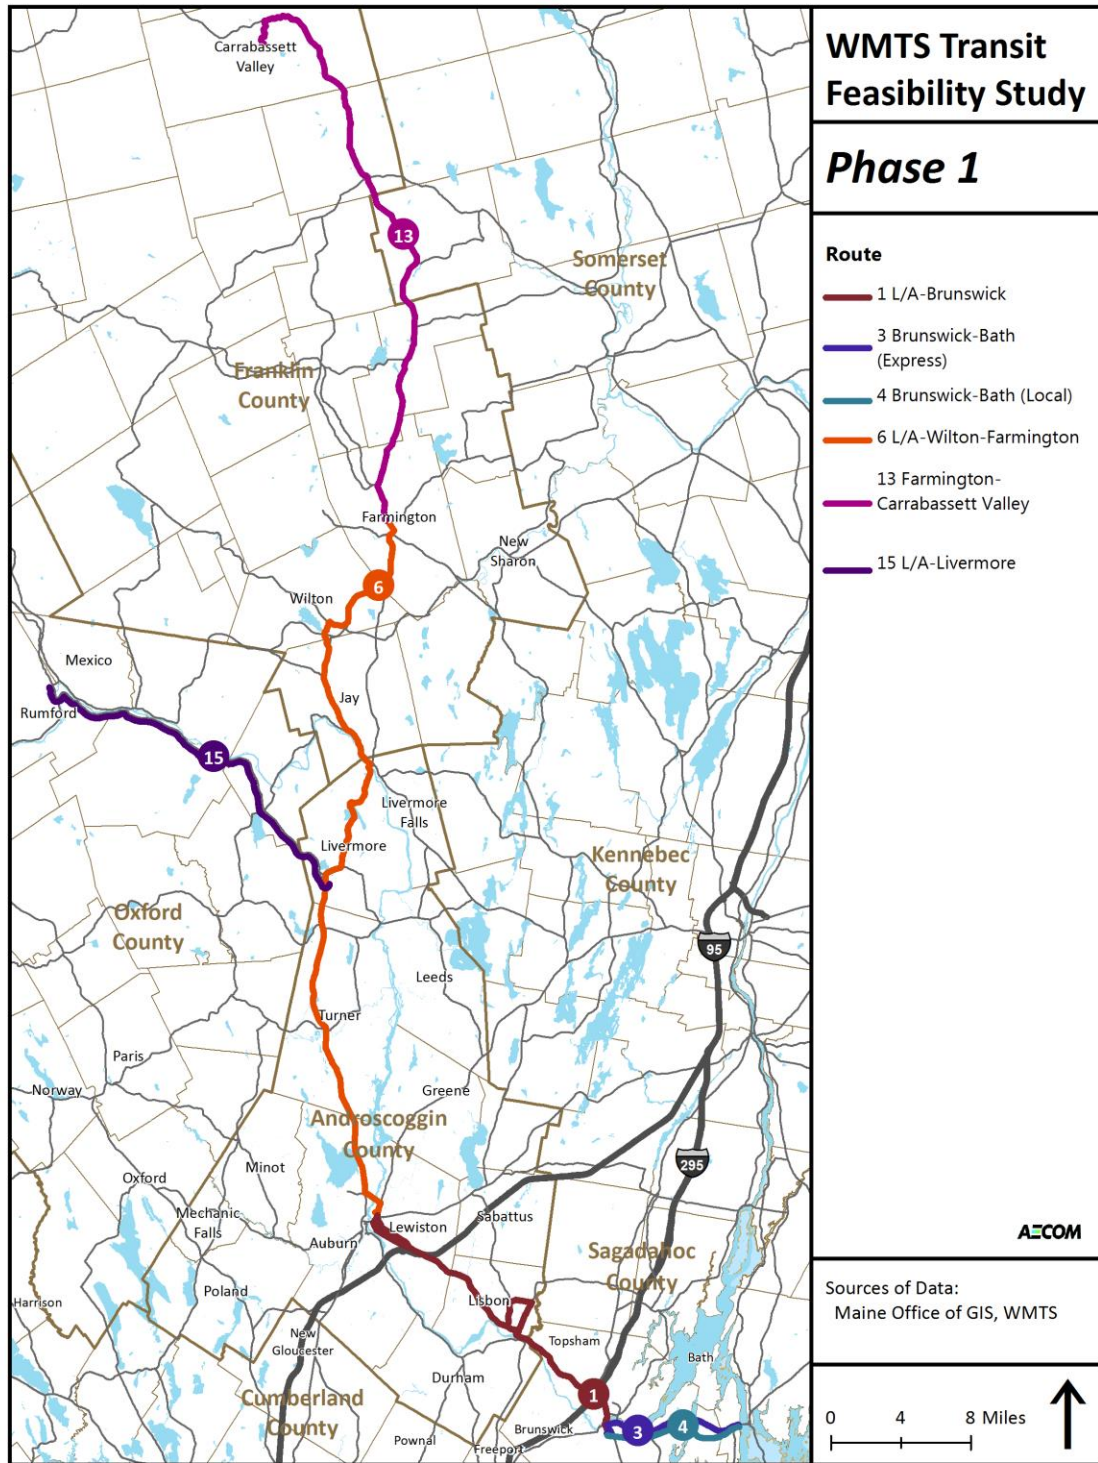 WMTS Transit
Feasibility Study
Phase 1
Route
1 L/A-Brunswick
3 Brunswick-Bath
(Express)
4 Brunswick-Bath (Local)
6 L/A-Wilton-Farmington
13 Farmington-
Carrabassett Valley
15 L/A-Livermore
AECOM
Sources of Data:
Maine Office of GIS, WMTS
0 4 8 Miles
Carrabassett
Valley
13
Somerset
County
Franklin
County
Farmington
New
Sharon
6
Wilton
Mexico
Jay
Rumford
15
Livermore
Falls
Livermore
Kennebec
County
Oxford
County
95
Leeds
Turner
Paris
Norway
Greene
Androscoggin
County
Minot
295
Oxford
Mechanic
Falls
Sabattus
Lewiston
Auburn
Sagadahoc
County
Poland
Lisbon
Harrison
New
Gloucester
Topsham
Bath
Durham
Cumberland
County
1
Brunswick
3
4
Pownal
Freeport